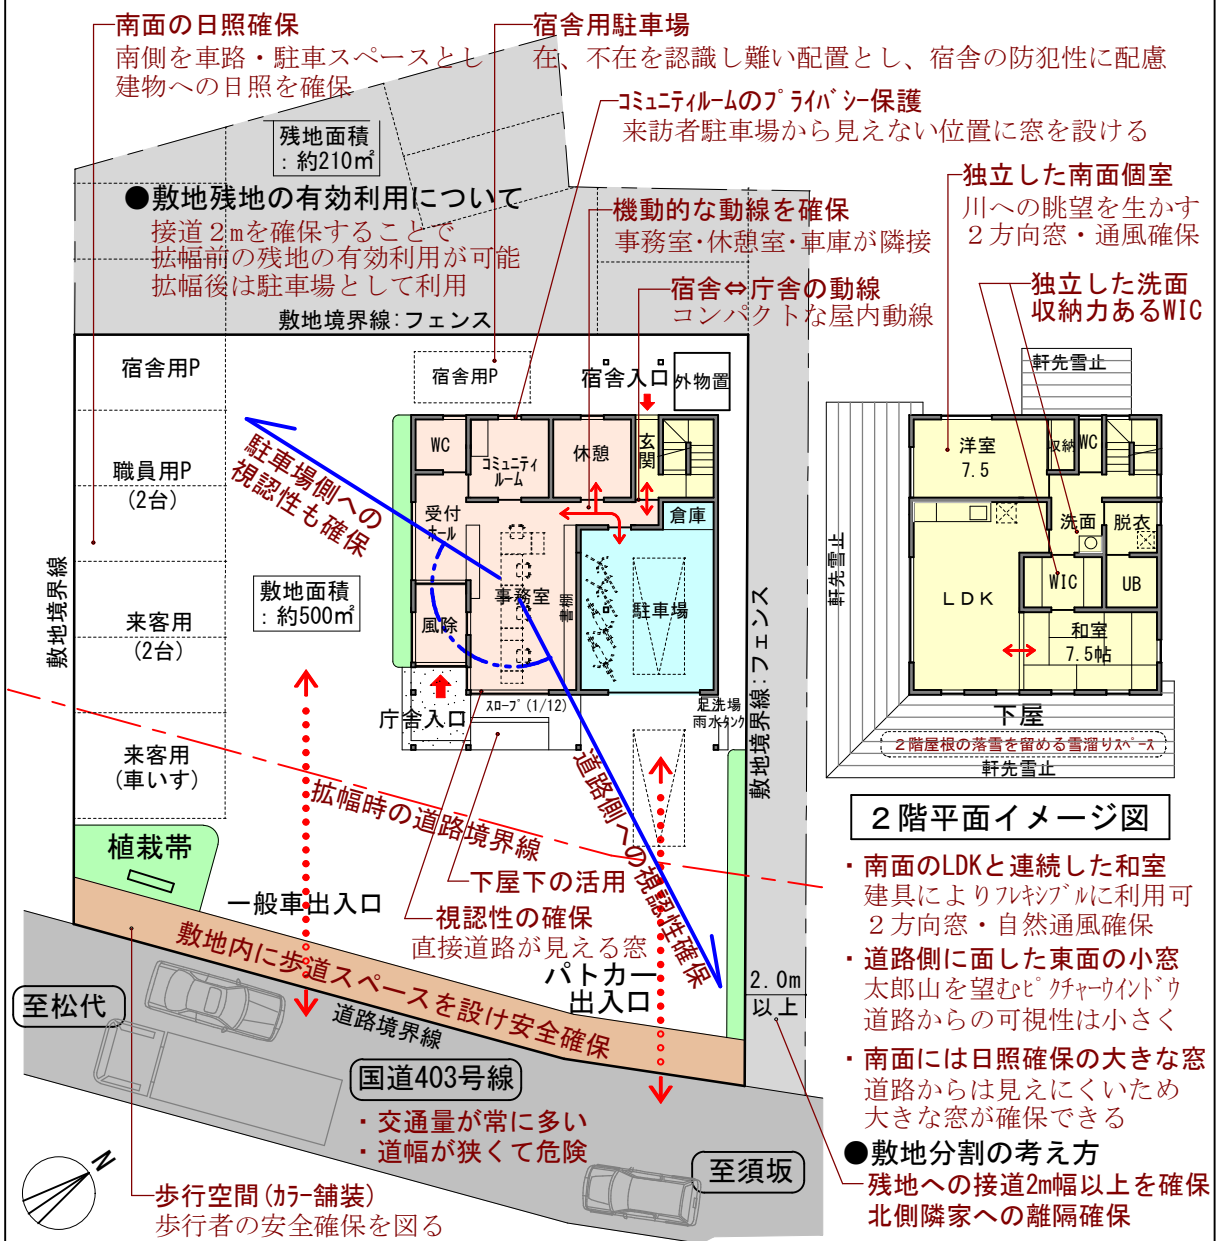 南面の日照確保
南側を車路・駐車スペースとし
建物への日照を確保
宿舎用駐車場
在、不在を認識し難い配置とし、宿舎の防犯性に配慮
コミュニティルームのプライバシー保護
来訪者駐車場から見えない位置に窓を設ける
残地面積
：約210㎡
●敷地残地の有効利用について
接道２mを確保することで
拡幅前の残地の有効利用が可能
拡幅後は駐車場として利用
機動的な動線を確保
事務室・休憩室・車庫が隣接
宿舎⇔庁舎の動線
コンパクトな屋内動線
独立した南面個室
川への眺望を生かす
２方向窓・通風確保
独立した洗面
収納力あるWIC
敷地境界線：フェンス
宿舎用P
宿舎用P
宿舎入口
外物置
職員用P
(2台)
来客用
(2台)
来客用
(車いす)
敷地境界線
駐車場側への
視認性も確保
敷地面積
：約500㎡
WC
コミュニティ
ルーム
休憩
玄関
受付
ホール
倉庫
事務室
書棚
駐車場
風除
庁舎入口
スロープ(1/12)
足洗場
雨水タンク
敷地境界線：フェンス
軒先雪止
軒先雪止
洋室
7.5
収納
WC
洗面
脱衣
WIC
UB
LDK
和室
7.5帖
下屋
２階屋根の落雪を留める雪溜りスペース
軒先雪止
２階平面イメージ図
拡幅時の道路境界線
道路側への視認性確保
下屋下の活用
視認性の確保
直接道路が見える窓
植栽帯
一般車出入口
パトカー
出入口
敷地内に歩道スペースを設け安全確保
道路境界線
2.0m
以上
至松代
国道403号線
・交通量が常に多い
・道幅が狭くて危険
至須坂
N
歩行空間(カラー舗装)
歩行者の安全確保を図る
・南面のLDKと連続した和室
建具によりフレキシブルに利用可
２方向窓・自然通風確保
・道路側に面した東面の小窓
太郎山を望むピクチャーウインドウ
道路からの可視性は小さく
・南面には日照確保の大きな窓
道路からは見えにくいため
大きな窓が確保できる
●敷地分割の考え方
残地への接道2m幅以上を確保
北側隣家への離隔確保